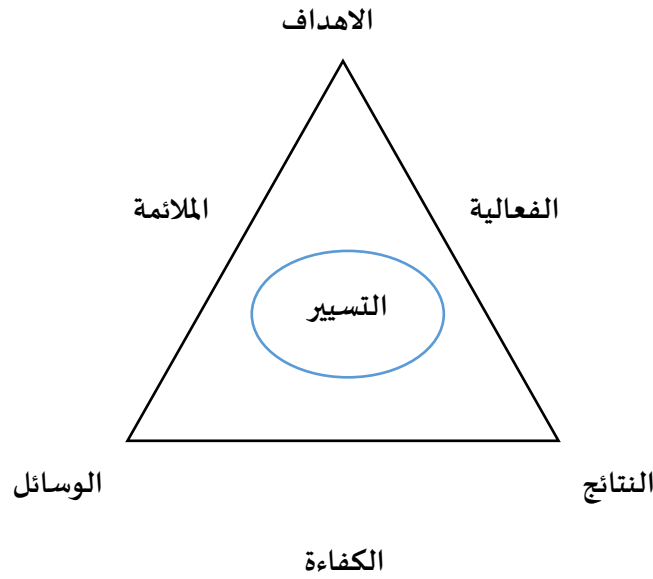 الاهداف
الملائمة
الفعالية
التسيير
الوسائل
النتائج
الكفاءة